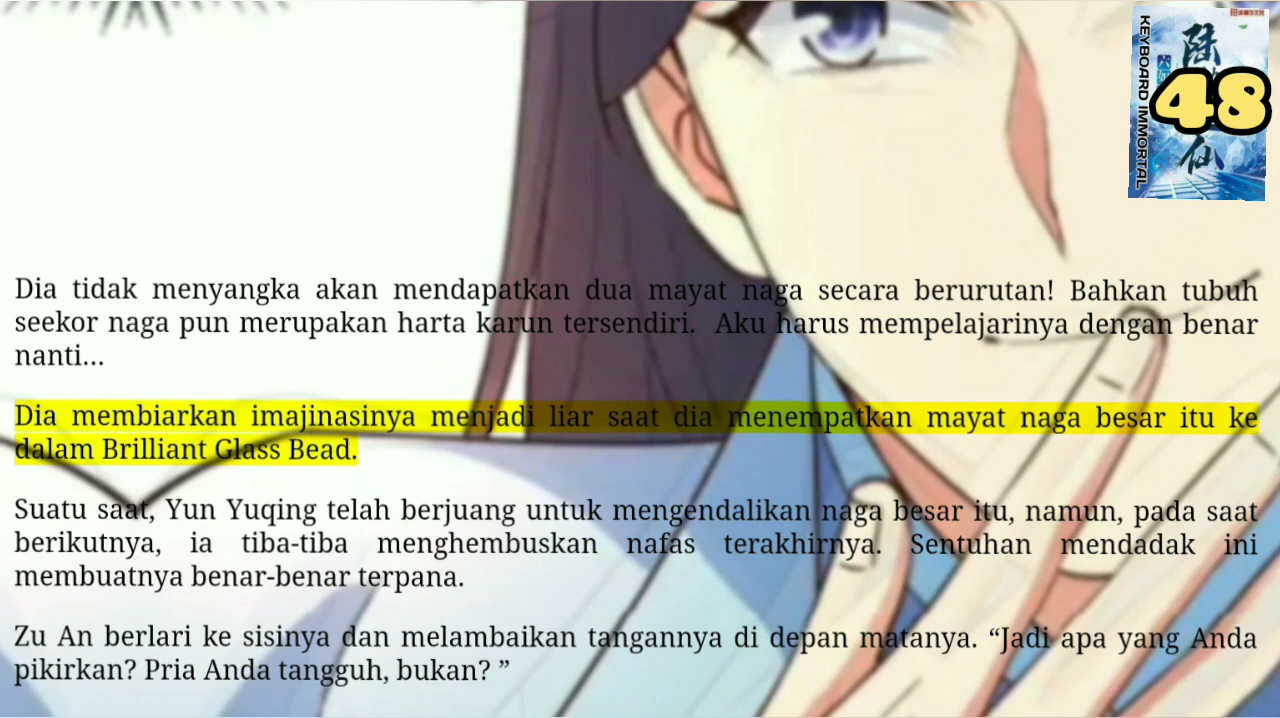 KEYBOARD IMMORTAL
陆
仙
48
Dia tidak menyangka akan mendapatkan dua mayat naga secara berurutan! Bahkan tubuh
seekor naga pun merupakan harta karun tersendiri. Aku harus mempelajarinya dengan benar
nanti...
Dia membiarkan imajinasinya menjadi liar saat dia menempatkan mayat naga besar itu ke
dalam Brilliant Glass Bead.
Suatu saat, Yun Yuqing telah berjuang untuk mengendalikan naga besar itu, namun, pada saat
berikutnya, ia tiba-tiba menghembuskan nafas terakhirnya. Sentuhan mendadak ini
membuatnya benar-benar terpana.
Zu An berlari ke sisinya dan melambaikan tangannya di depan matanya. “Jadi apa yang Anda
pikirkan? Pria Anda tangguh, bukan? ”